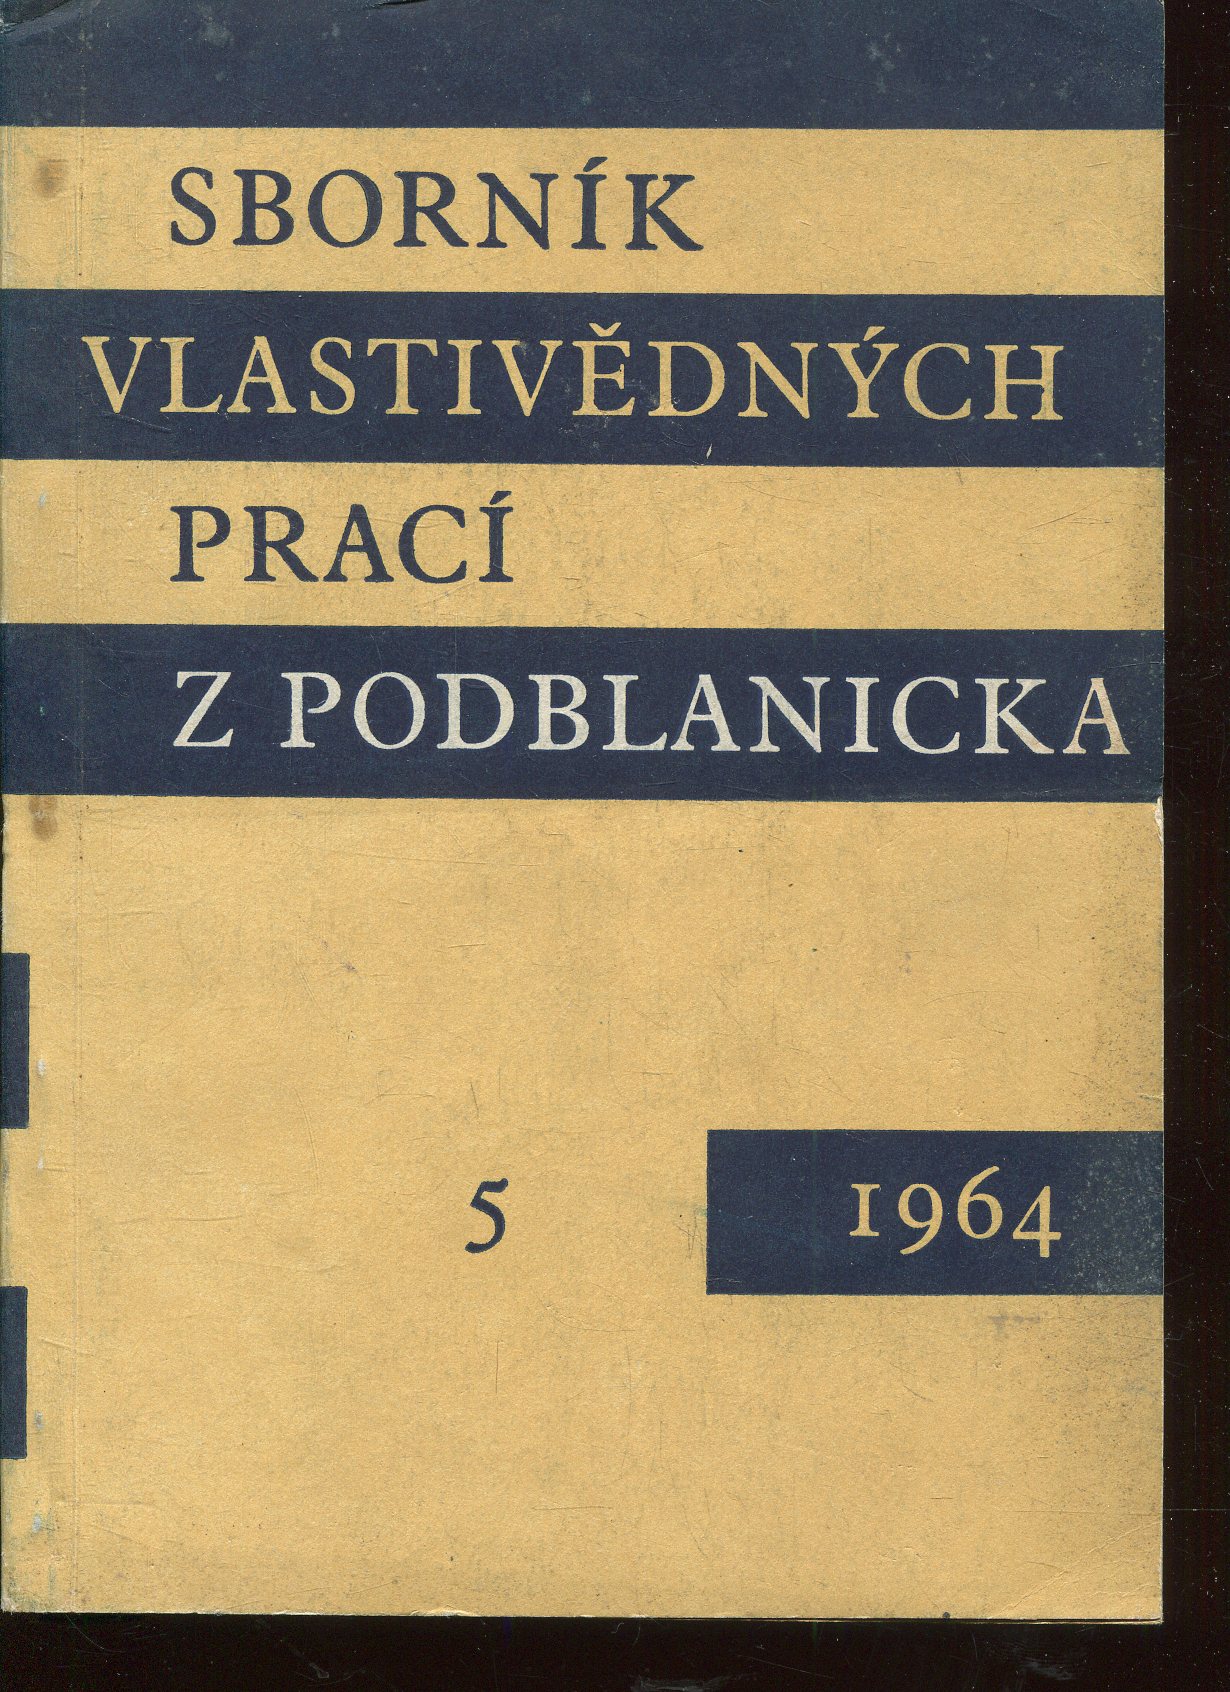 SBORNÍK
VLASTIVĚDNÝCH
PRACÍ
Z PODBLANICKA
5
1964